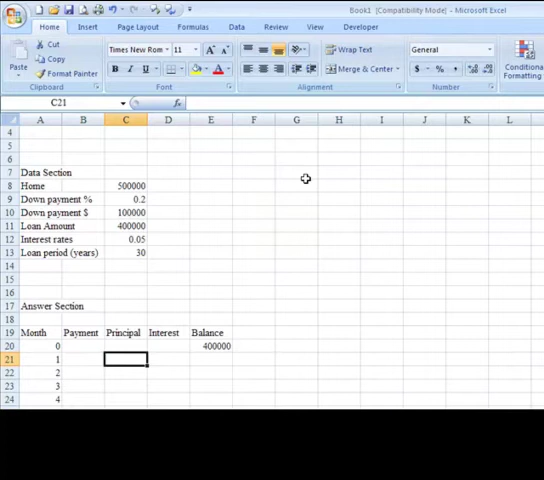 Book1 [Compatibility Mode] - Microsoft Excel
Home Insert Page Layout Formulas Data Review View Developer
Cut Times New Rom 11 A A Wrap Text General
Copy
Paste Format Painter B I U A Merge & Center $ % , Conditional
Formatting
Clipboard Font Alignment Number
C21 fx
A B C D E F G H I J K L
4
5
6
7 Data Section
8 Home 500000
9 Down payment % 0.2
10 Down payment $ 100000
11 Loan Amount 400000
12 Interest rates 0.05
13 Loan period (years) 30
14
15
16
17 Answer Section
18
19 Month Payment Principal Interest Balance
20 0 400000
21 1
22 2
23 3
24 4